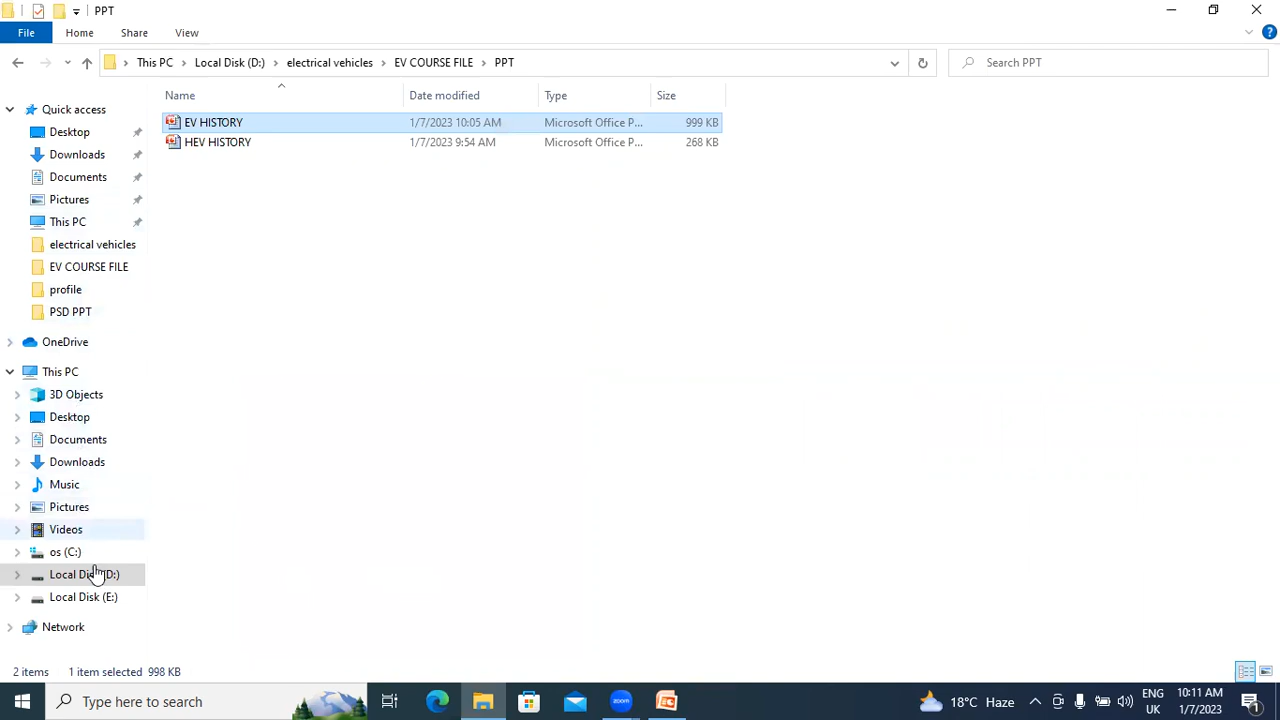 PPT
File
Home
Share
View
This PC
Local Disk (D:)
electrical vehicles
EV COURSE FILE
PPT
Search PPT
Name
Date modified
Type
Size
EV HISTORY
1/7/2023 10:05 AM
Microsoft Office P...
999 KB
HEV HISTORY
1/7/2023 9:54 AM
Microsoft Office P...
268 KB
Quick access
Desktop
Downloads
Documents
Pictures
This PC
electrical vehicles
EV COURSE FILE
profile
PSD PPT
OneDrive
This PC
3D Objects
Desktop
Documents
Downloads
Music
Pictures
Videos
os (C:)
Local Disk (D:)
Local Disk (E:)
Network
2 items
1 item selected 998 KB
Type here to search
zoom
18°C Haze
ENG
UK
10:11 AM
1/7/2023
1